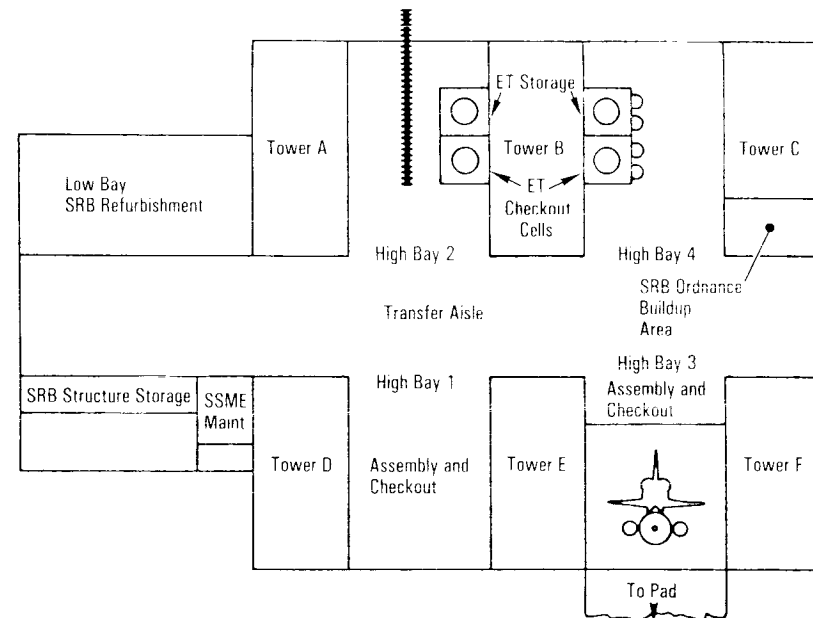 ET Storage
Tower A
Tower B
Tower C
Low Bay
SRB Refurbishment
ET
Checkout
Cells
High Bay 2
High Bay 4
SRB Ordnance
Buildup
Area
Transfer Aisle
High Bay 3
Assembly and
Checkout
High Bay 1
SRB Structure Storage
SSME
Maint
Tower D
Assembly and
Checkout
Tower E
Tower F
To Pad